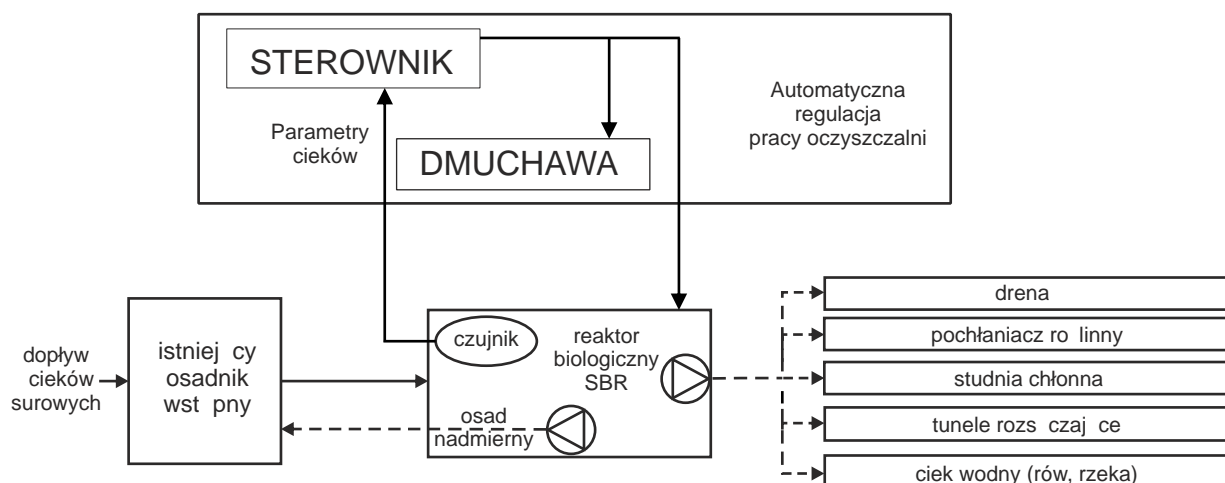 STEROWNIK
Automatyczna
regulacja
pracy oczyszczalni
Parametry
cieków
DMUCHAWA
drena
pochłaniacz ro linny
studnia chłonna
tunele rozs czaj ce
ciek wodny (rów, rzeka)
dopływ
cieków
surowych
istniej cy
osadnik
wst pny
czujnik
reaktor
biologiczny
SBR
osad
nadmierny